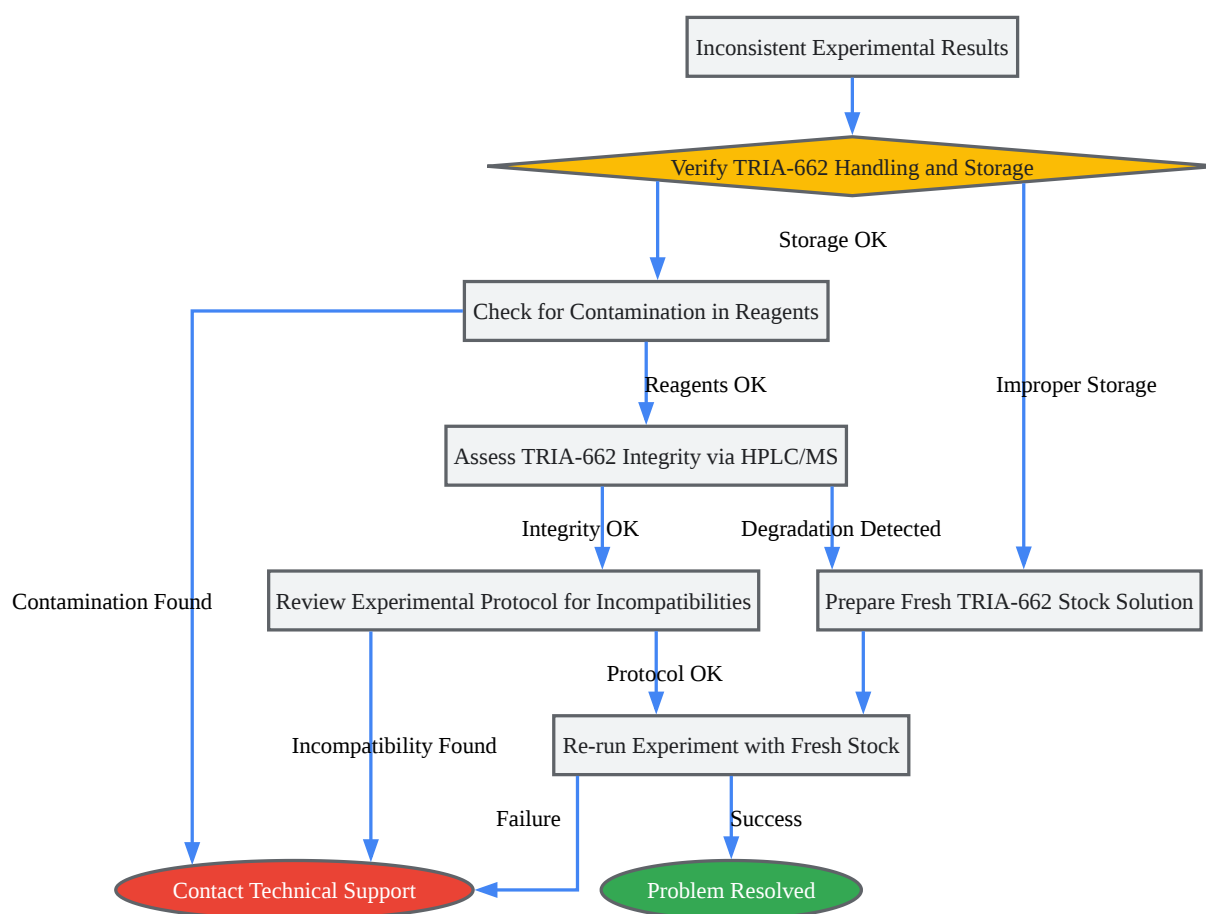 Inconsistent Experimental Results
Verify TRIA-662 Handling and Storage
Storage OK
Check for Contamination in Reagents
Reagents OK
Improper Storage
Assess TRIA-662 Integrity via HPLC/MS
Integrity OK
Degradation Detected
Contamination Found
Review Experimental Protocol for Incompatibilities
Prepare Fresh TRIA-662 Stock Solution
Protocol OK
Incompatibility Found
Re-run Experiment with Fresh Stock
Failure
Success
Contact Technical Support
Problem Resolved